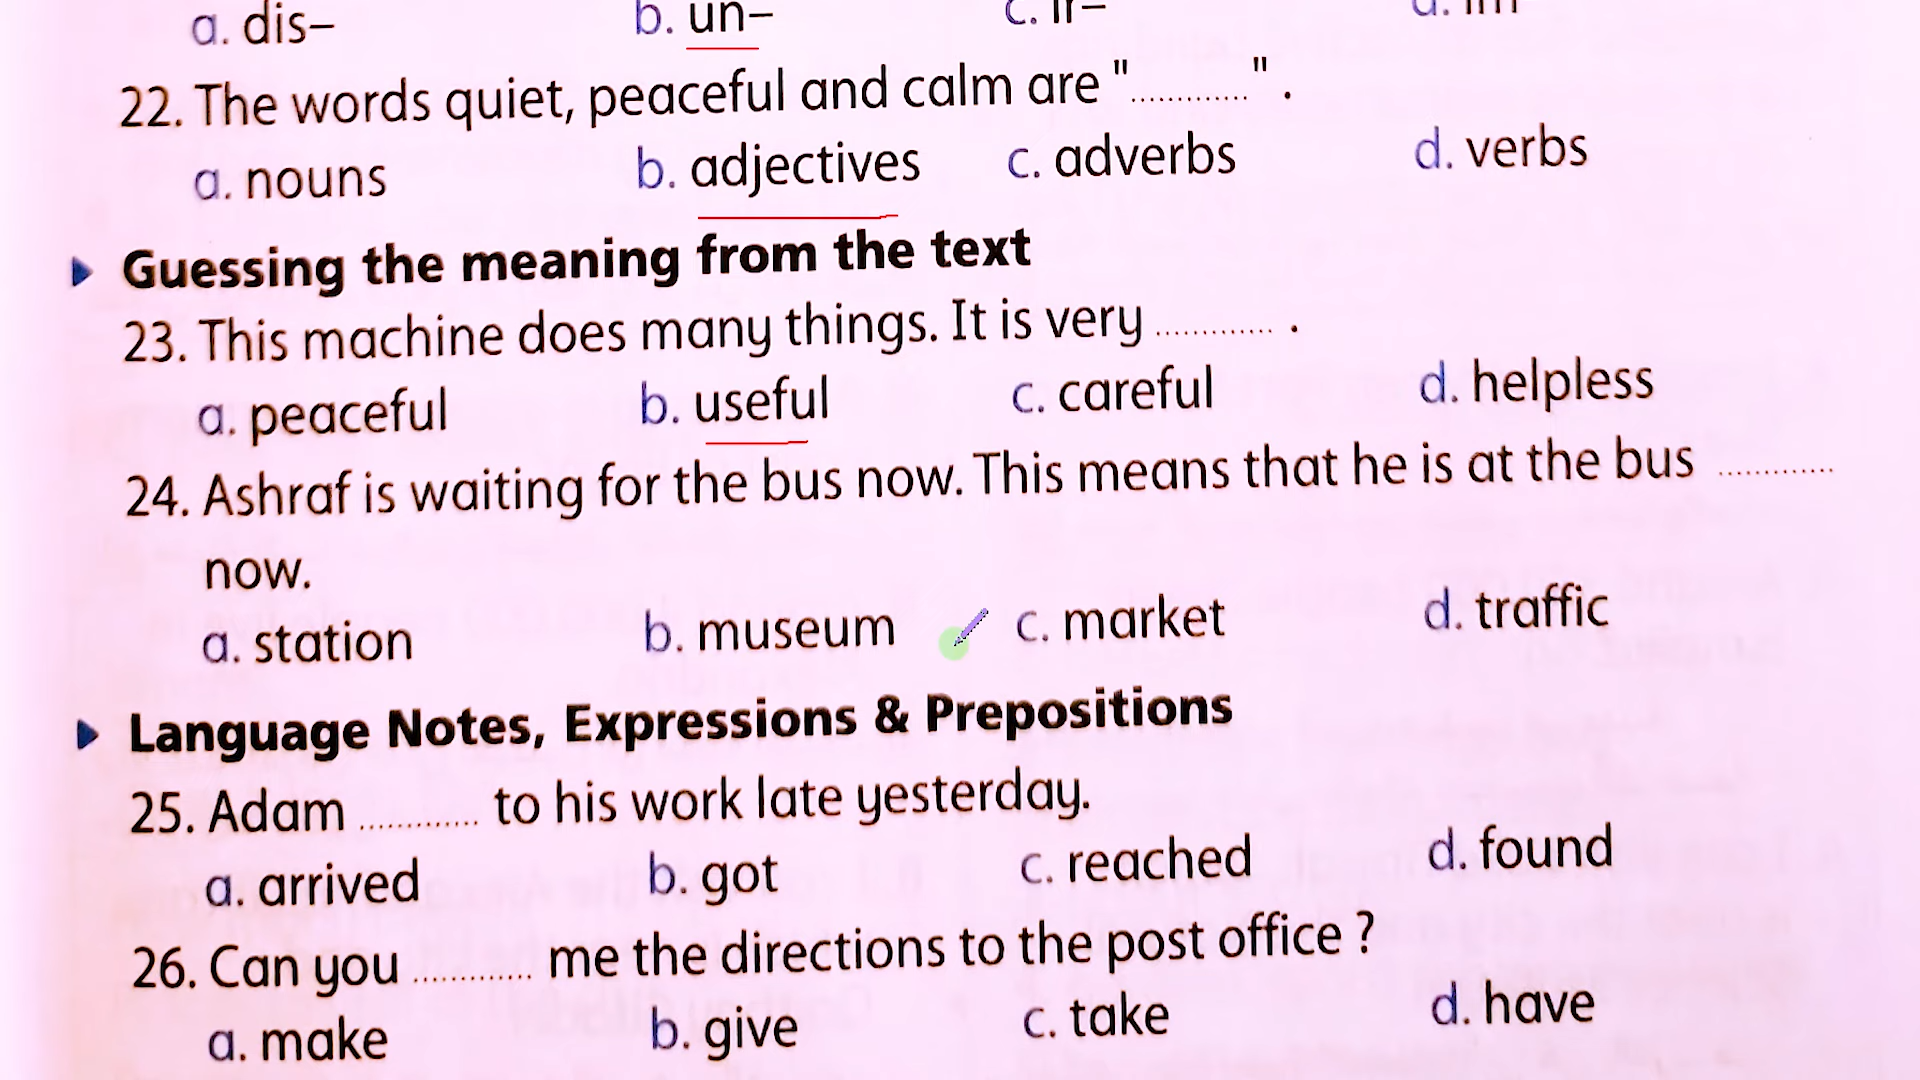 a. dis– b. un– c. ir– d. im
22. The words quiet, peaceful and calm are "............" .
a. nouns b. adjectives c. adverbs d. verbs
Guessing the meaning from the text
23. This machine does many things. It is very ............ .
a. peaceful b. useful c. careful d. helpless
24. Ashraf is waiting for the bus now. This means that he is at the bus ............
now.
a. station b. museum c. market d. traffic
Language Notes, Expressions & Prepositions
25. Adam ............ to his work late yesterday.
a. arrived b. got c. reached d. found
26. Can you ............ me the directions to the post office ?
a. make b. give c. take d. have